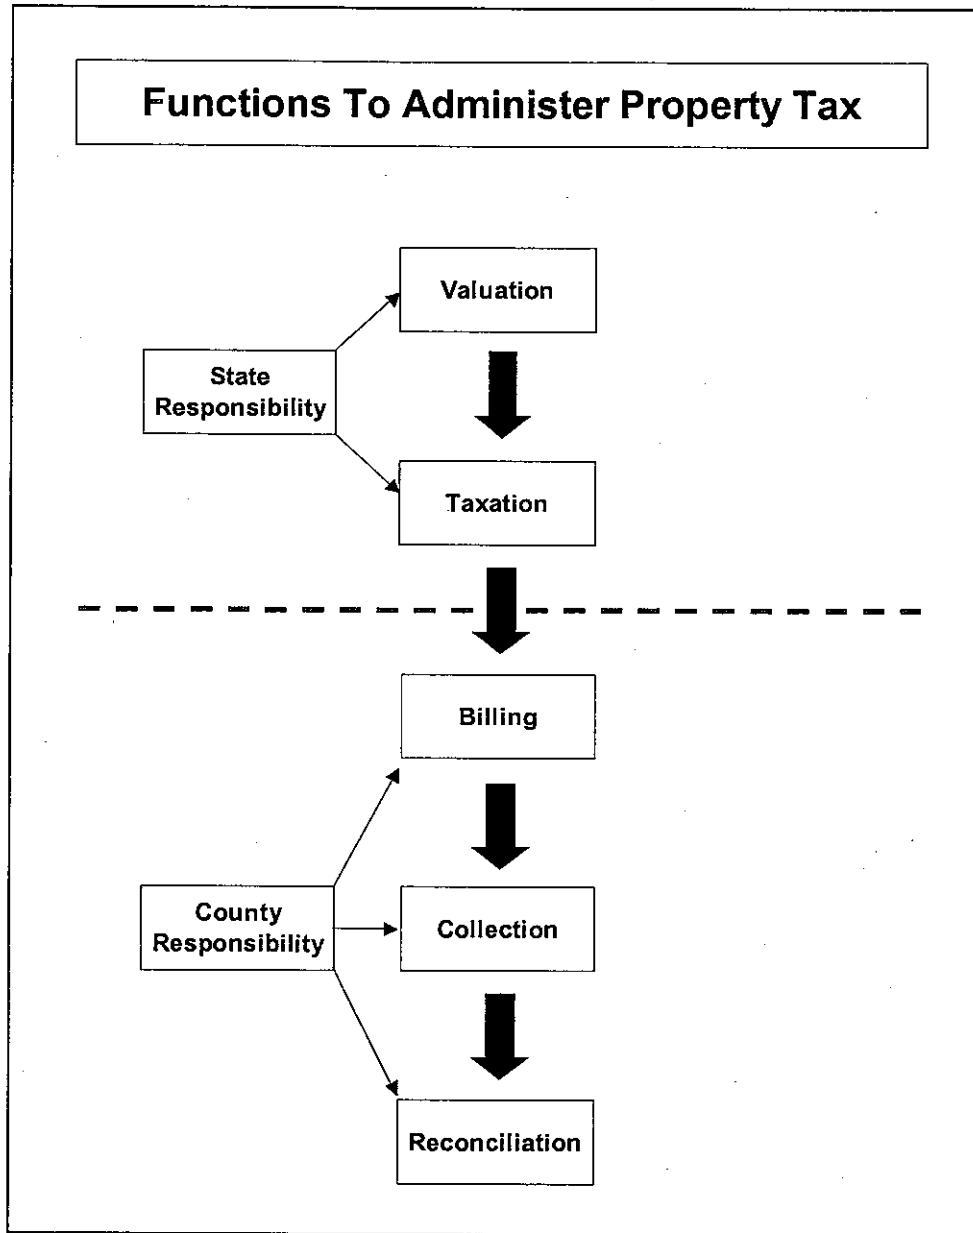 Functions To Administer Property Tax
Valuation
State
Responsibility
Taxation
Billing
County
Responsibility
Collection
Reconciliation